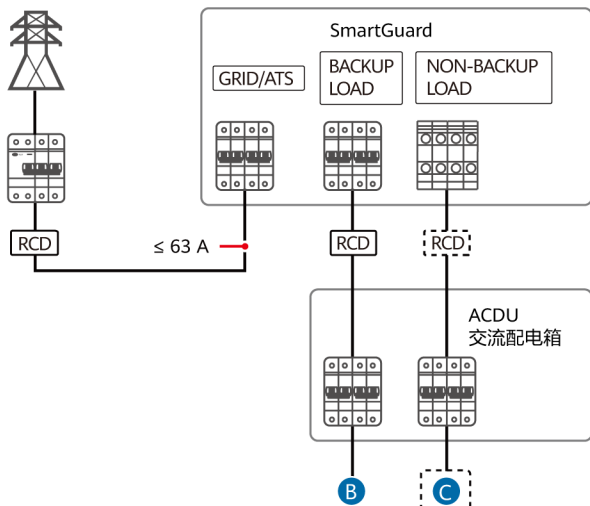 SmartGuard
GRID/ATS
BACKUP
LOAD
NON-BACKUP
LOAD
RCD
≤ 63 A
RCD
RCD
ACDU
交流配电箱
B
C